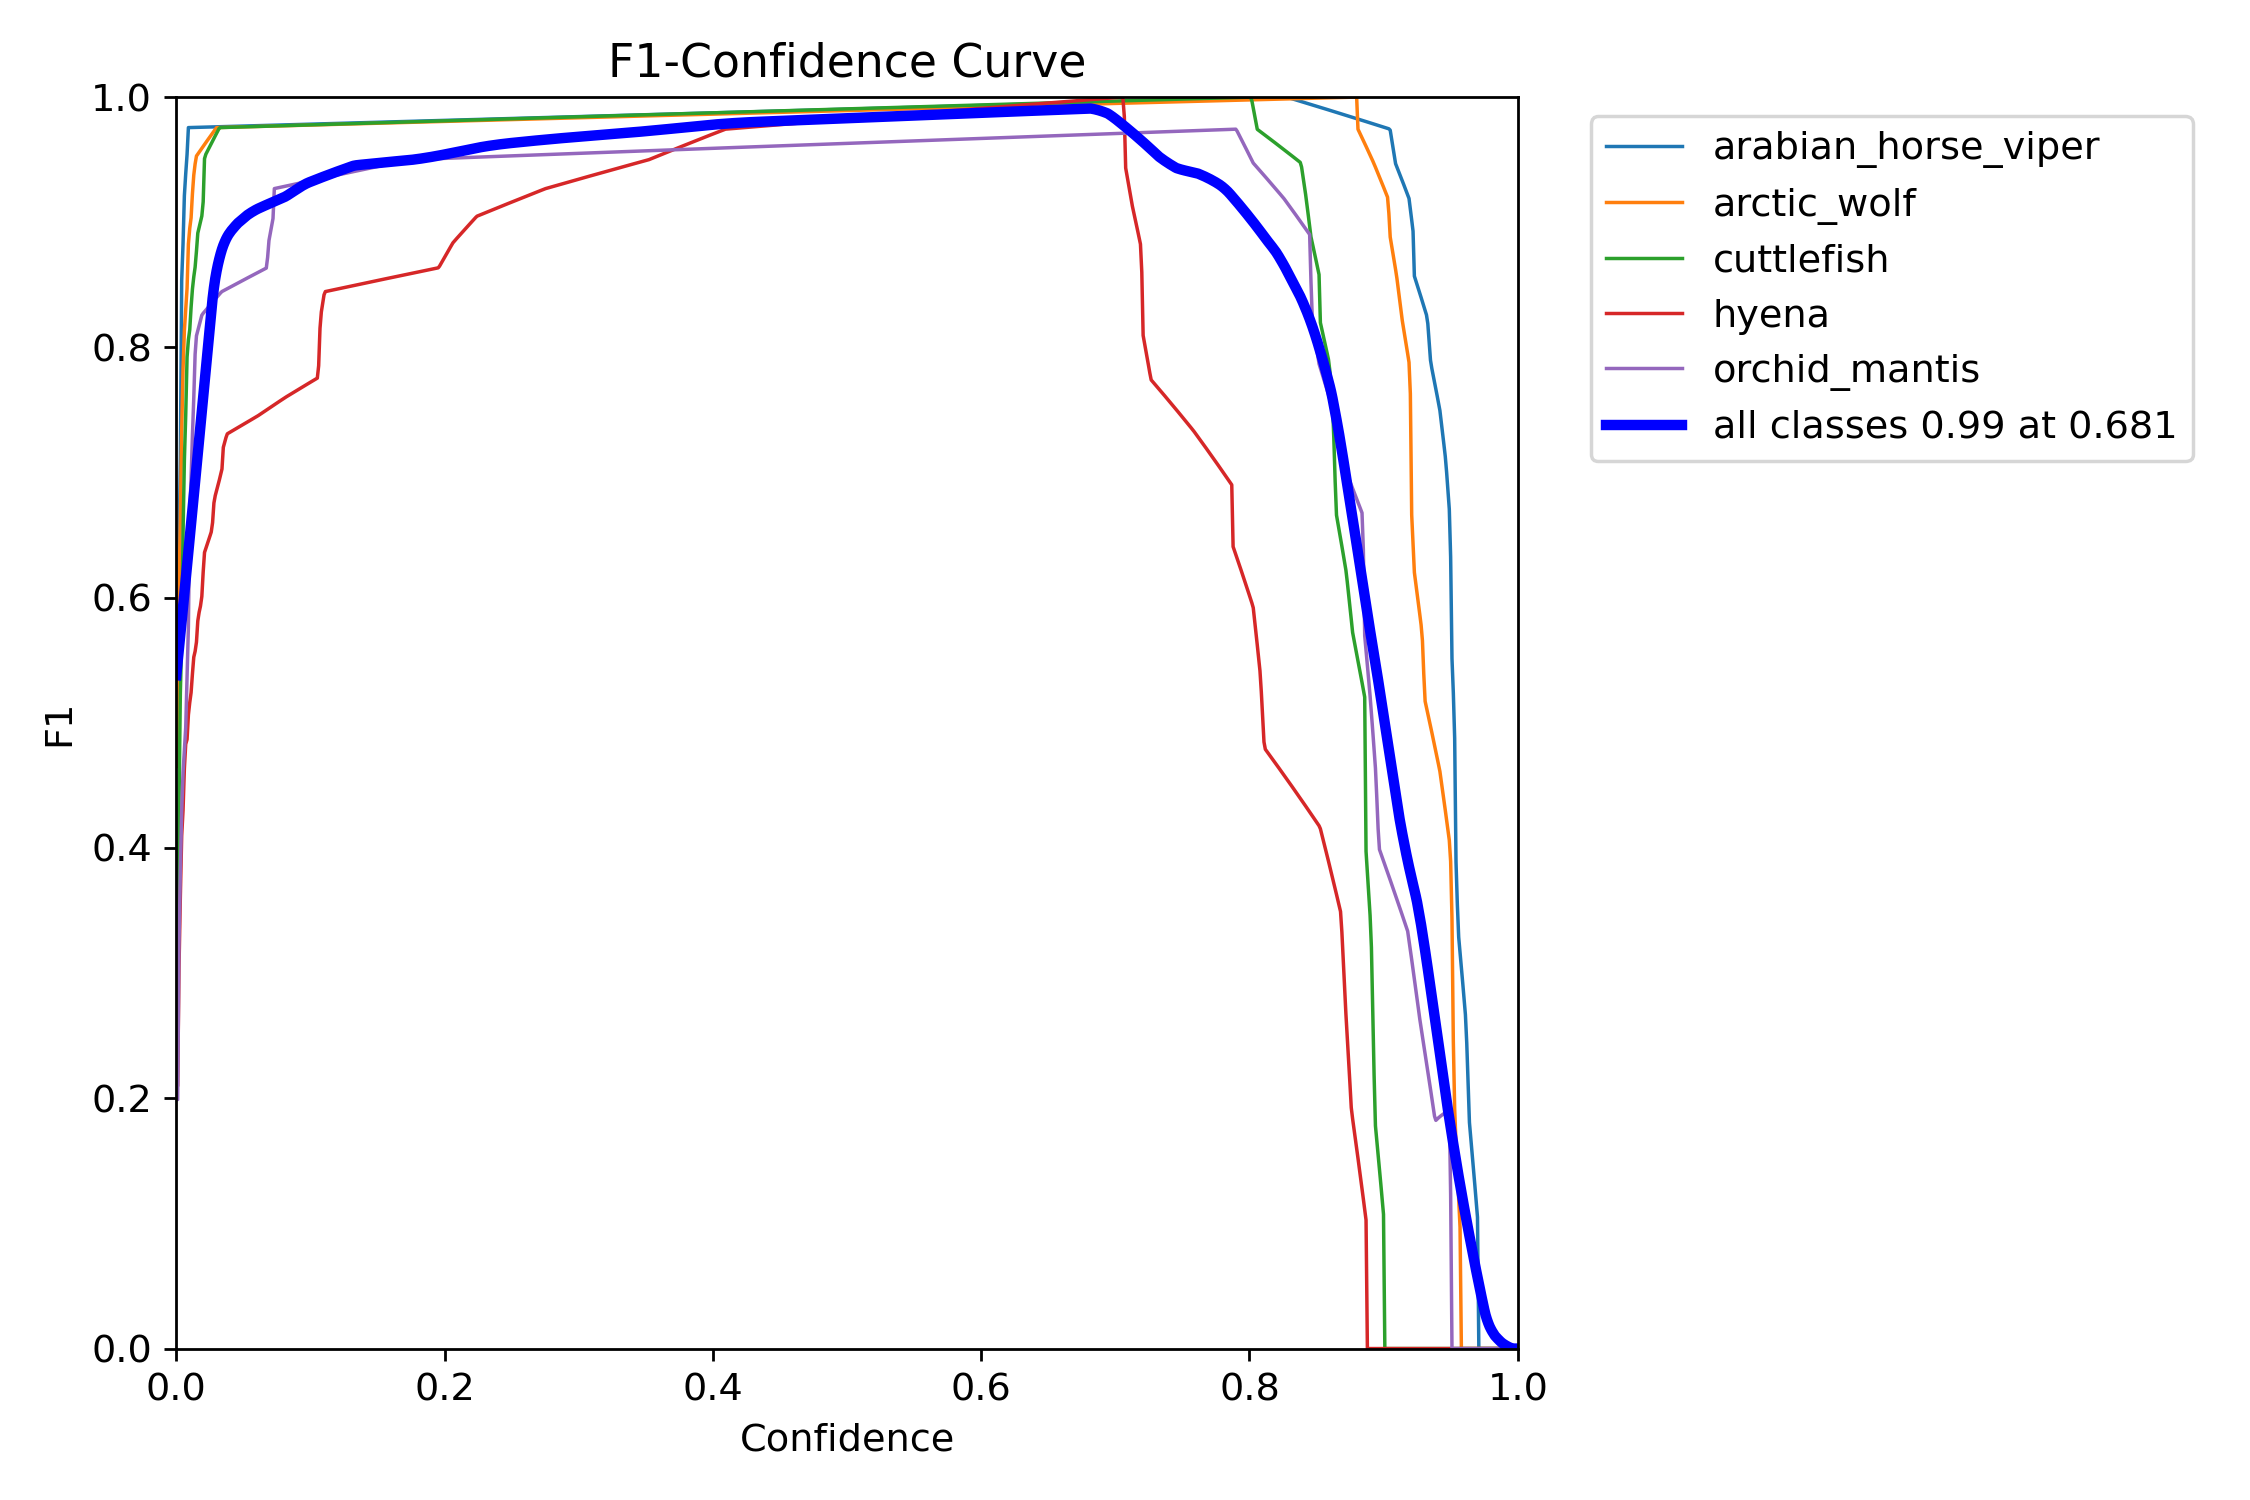 F1-Confidence Curve
1.0
0.8
0.6
0.4
0.2
0.0
F1
0.0 0.2 0.4 0.6 0.8 1.0
Confidence
arabian_horse_viper
arctic_wolf
cuttlefish
hyena
orchid_mantis
all classes 0.99 at 0.681